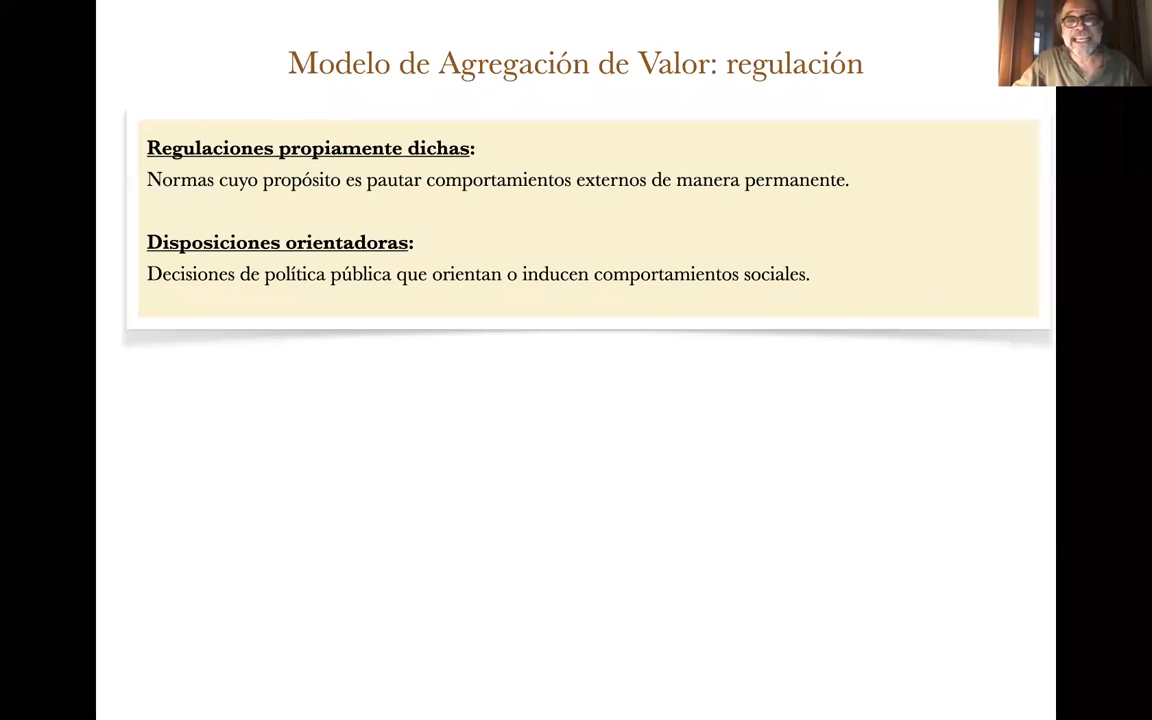 Modelo de Agregación de Valor: regulación
Regulaciones propiamente dichas:
Normas cuyo propósito es pautar comportamientos externos de manera permanente.
Disposiciones orientadoras:
Decisiones de política pública que orientan o inducen comportamientos sociales.